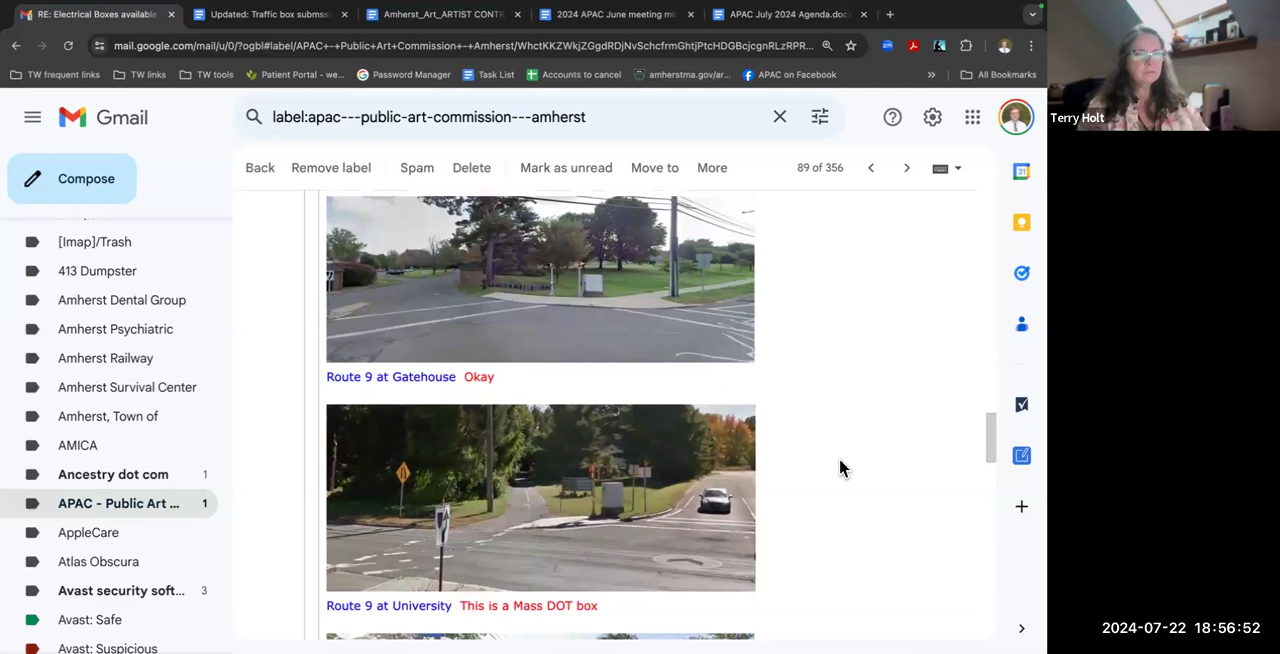 RE: Electrical Boxes available
Updated: Traffic box submssi
Amherst_Art_ARTIST CONTR
2024 APAC June meeting mi
APAC July 2024 Agenda.docx
mail.google.com/mail/u/0/?ogbl#label/APAC+-+Public+Art+Commission+-+Amherst/WhctKKZWkjZGgdRDjNvSchcfrmGhtjPtcHDGBcjcgnRLzRPR...
TW frequent links
TW links
TW tools
Patient Portal - we...
Password Manager
Task List
Accounts to cancel
amherstma.gov/ar...
APAC on Facebook
»
All Bookmarks
Terry Holt
Gmail
label:apac---public-art-commission---amherst
Compose
Back
Remove label
Spam
Delete
Mark as unread
Move to
More
89 of 356
[Imap]/Trash
413 Dumpster
Amherst Dental Group
Amherst Psychiatric
Amherst Railway
Amherst Survival Center
Amherst, Town of
AMICA
Ancestry dot com 1
APAC - Public Art ... 1
AppleCare
Atlas Obscura
Avast security soft... 3
Avast: Safe
Avast: Suspicious
Route 9 at Gatehouse Okay
Route 9 at University This is a Mass DOT box
31
2024-07-22 18:56:52